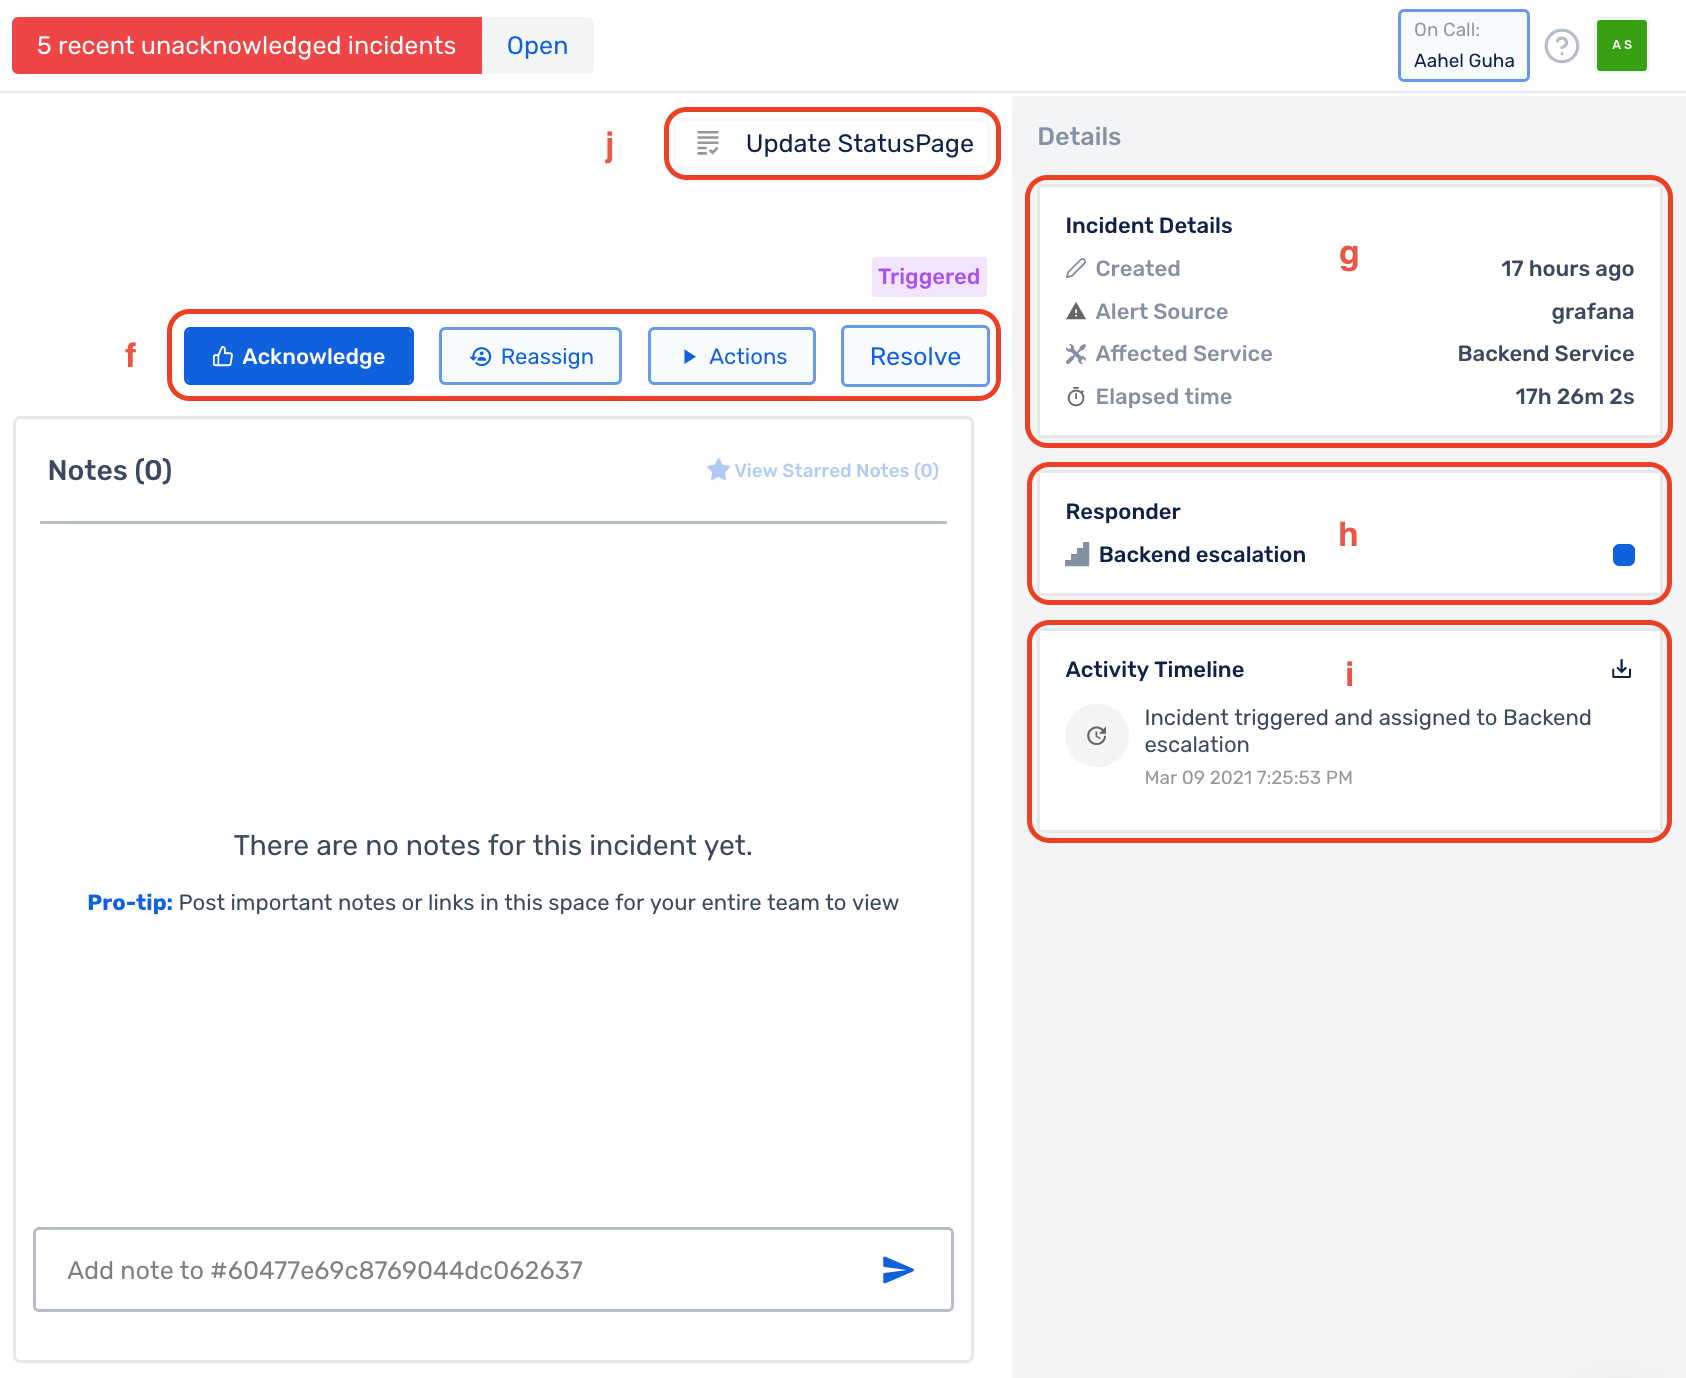 5 recent unacknowledged incidents Open
On Call:
Aahel Guha
?
A S
j
Update StatusPage
Triggered
f
Acknowledge Reassign Actions Resolve
Notes (0)
View Starred Notes (0)
There are no notes for this incident yet.
Pro-tip: Post important notes or links in this space for your entire team to view
Add note to #60477e69c8769044dc062637
Details
Incident Details
g
Created 17 hours ago
Alert Source grafana
Affected Service Backend Service
Elapsed time 17h 26m 2s
Responder
h
Backend escalation
Activity Timeline
i
Incident triggered and assigned to Backend
escalation
Mar 09 2021 7:25:53 PM